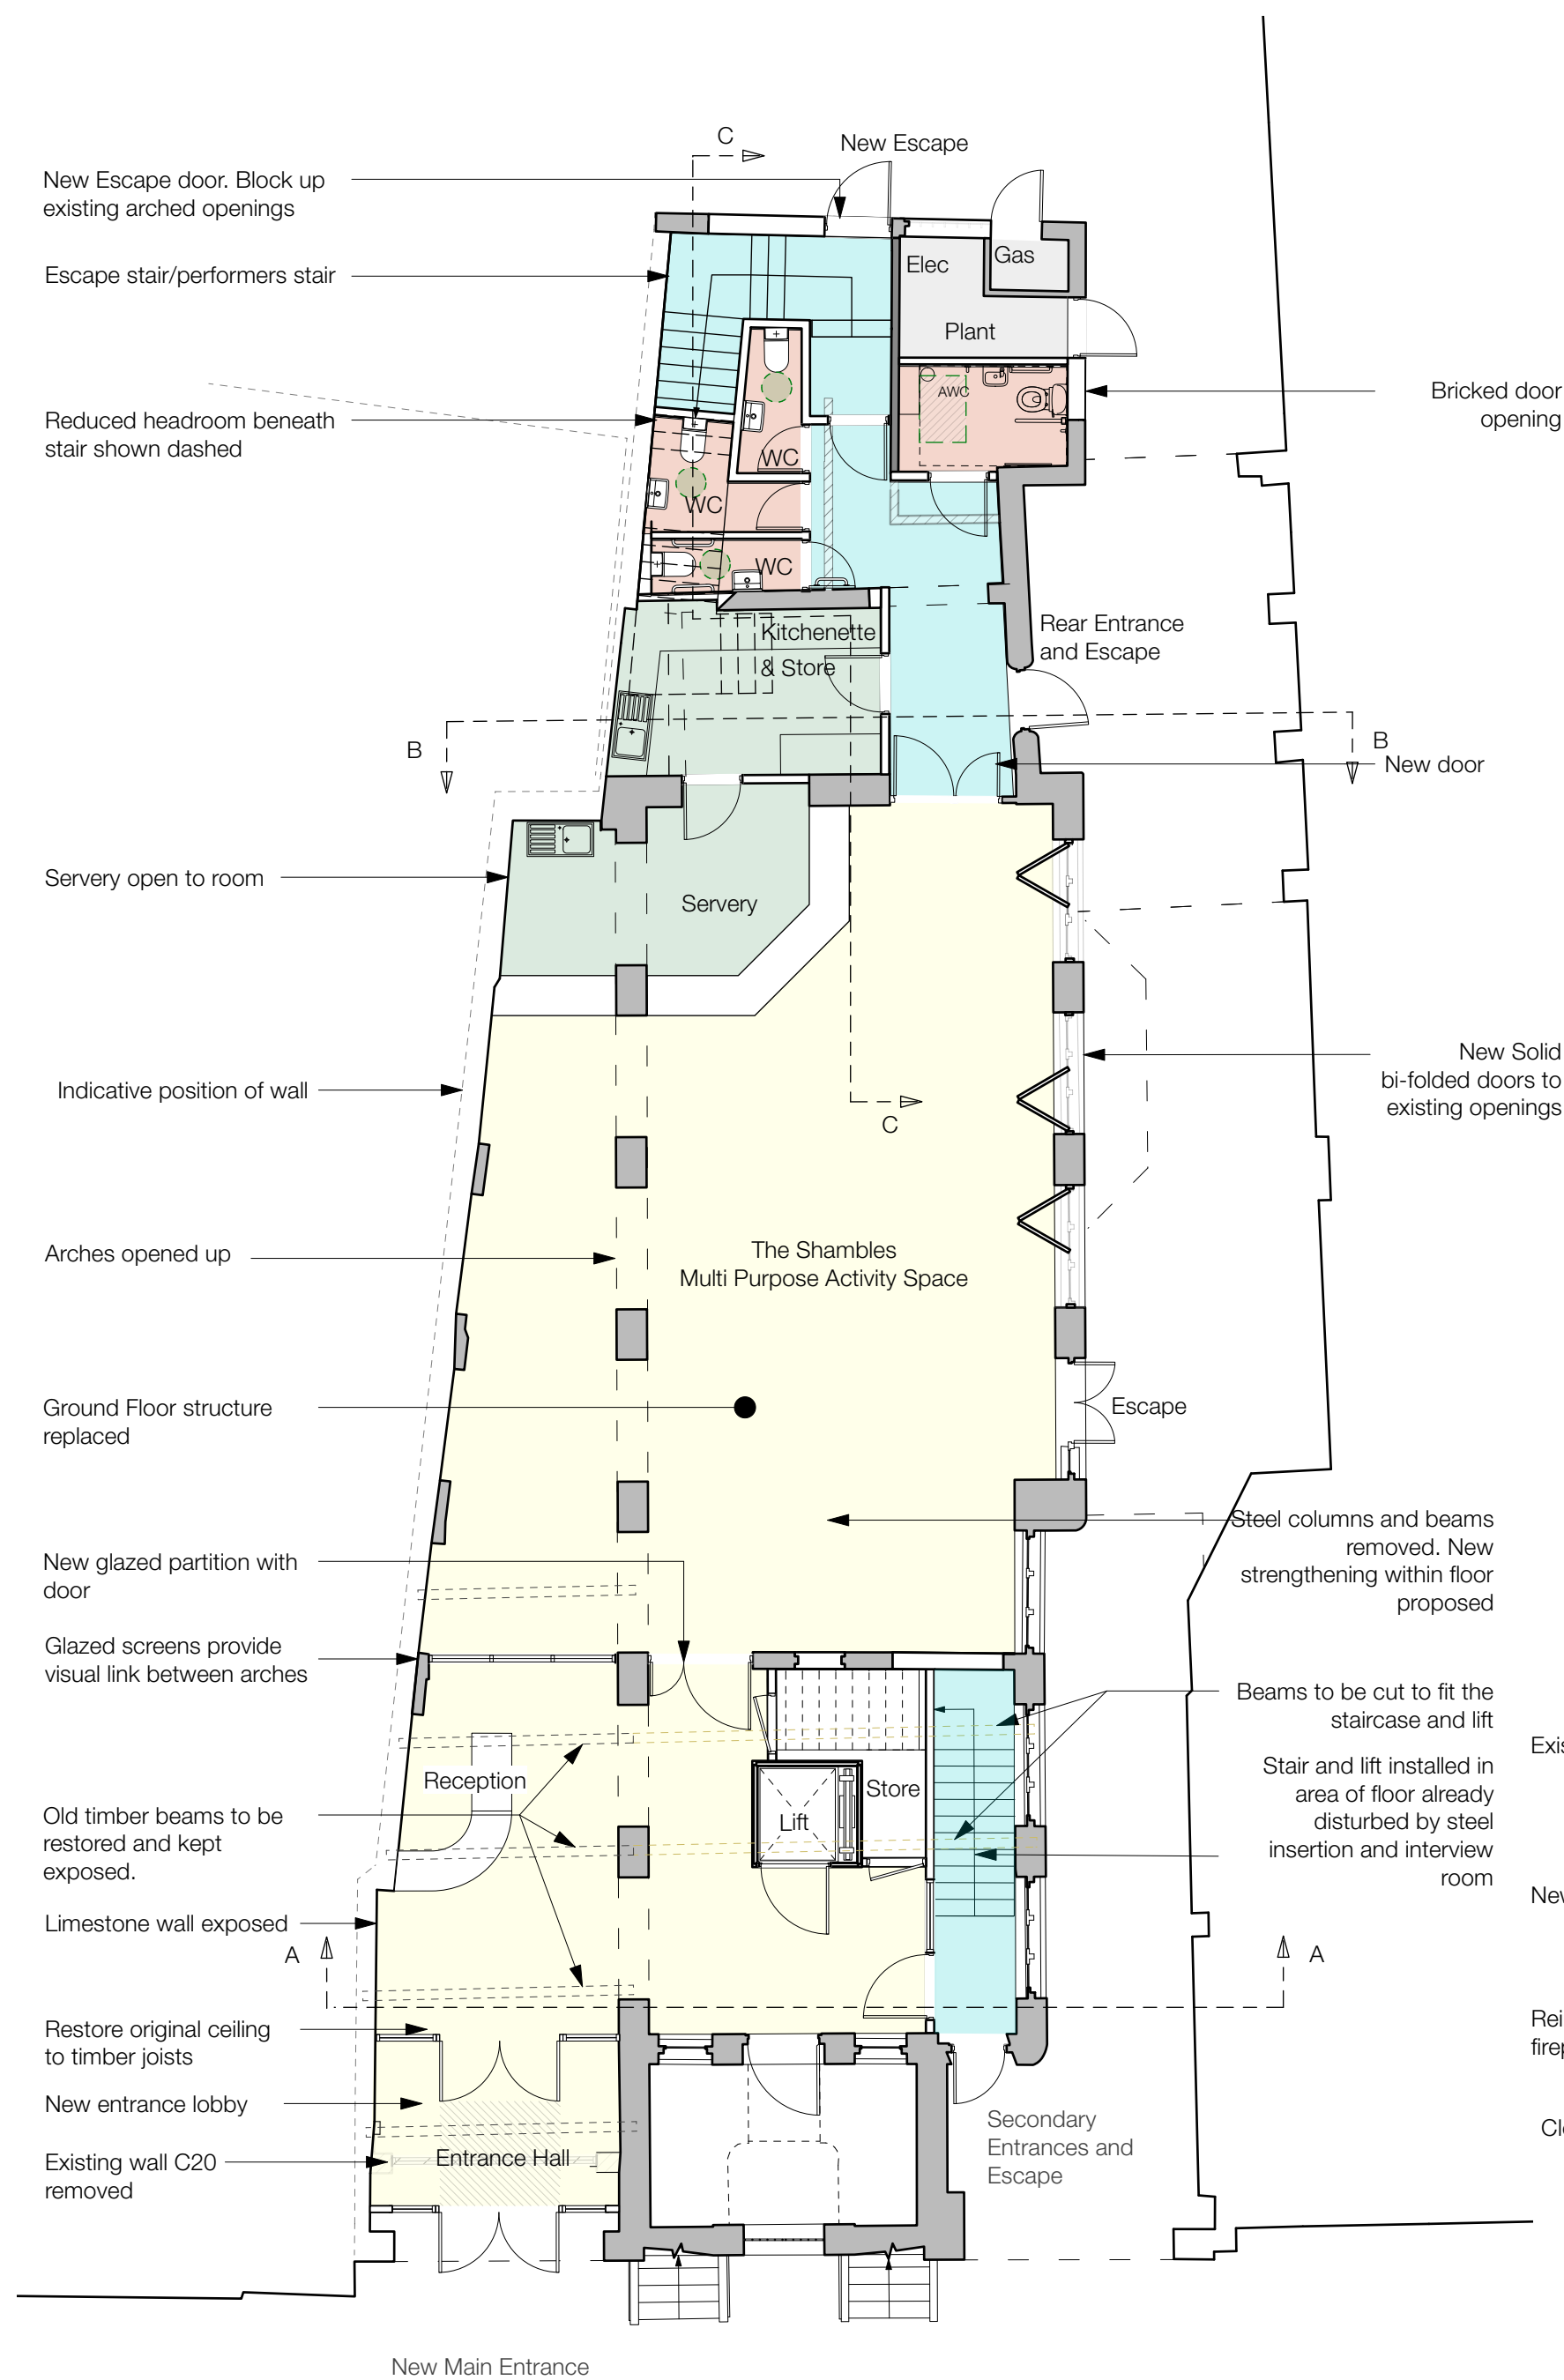 C
New Escape
New Escape door. Block up
existing arched openings
Escape stair/performers stair
Elec
Gas
Plant
AWC
Bricked door
opening
Reduced headroom beneath
stair shown dashed
WC
WC
WC
Kitchenette
& Store
Rear Entrance
and Escape
B
B
New door
Servery open to room
Servery
New Solid
bi-folded doors to
existing openings
Indicative position of wall
C
Arches opened up
The Shambles
Multi Purpose Activity Space
Ground Floor structure
replaced
Escape
Steel columns and beams
removed. New
strengthening within floor
proposed
New glazed partition with
door
Glazed screens provide
visual link between arches
Beams to be cut to fit the
staircase and lift
Reception
Store
Lift
Stair and lift installed in
area of floor already
disturbed by steel
insertion and interview
room
Old timber beams to be
restored and kept
exposed.
Limestone wall exposed
A
A
Restore original ceiling
to timber joists
New entrance lobby
Entrance Hall
Existing wall C20
removed
Secondary
Entrances and
Escape
New Main Entrance